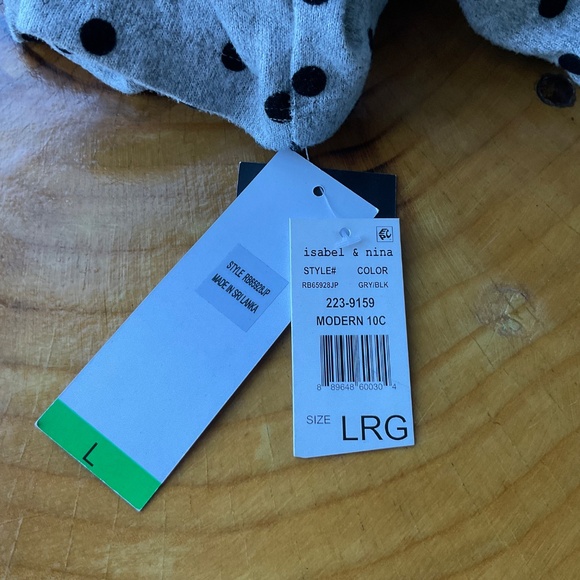 STYLE RB65928JP
MADE IN SRI LANKA
L
isabel & nina
STYLE# COLOR
RB65928JP GRY/BLK
223-9159
MODERN 10C
8 89648 60030 4
SIZE LRG